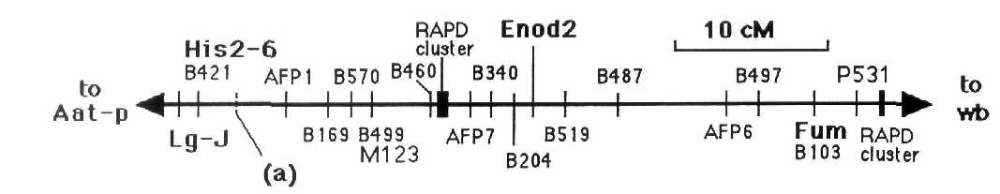 RAPD
cluster
Enod2
10 cM
His2-6
B421
AFP1
B570
B460
B340
B487
B497
P531
to
Aat-p
to
wb
Lg-J
B169
B499
M123
AFP7
B204
B519
AFP6
Fum
B103
RAPD
cluster
(a)